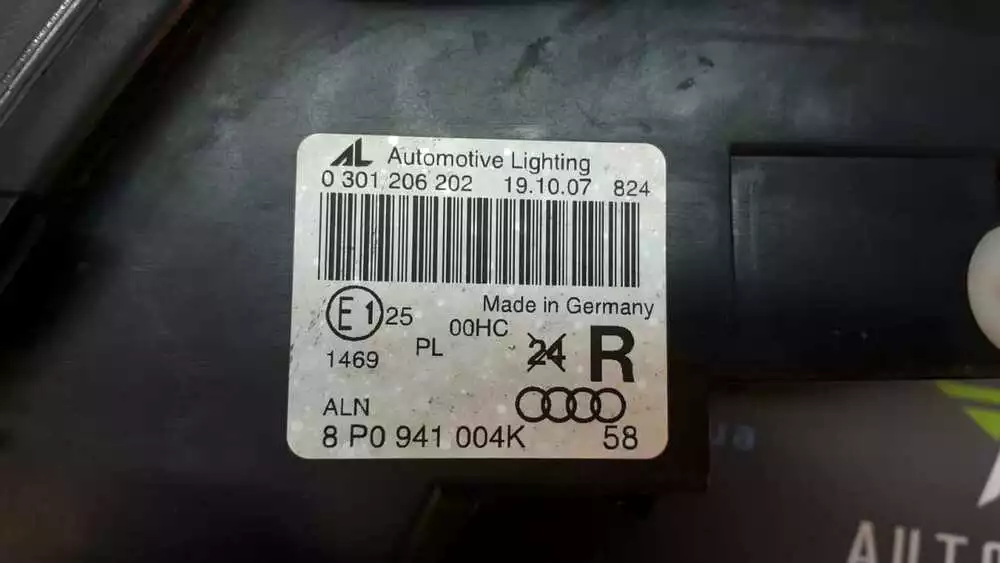 AL Automotive Lighting
0 301 206 202 19.10.07 824
Made in Germany
E1 25 00HC 24 R
1469 PL
ALN
8 P0 941 004K 58